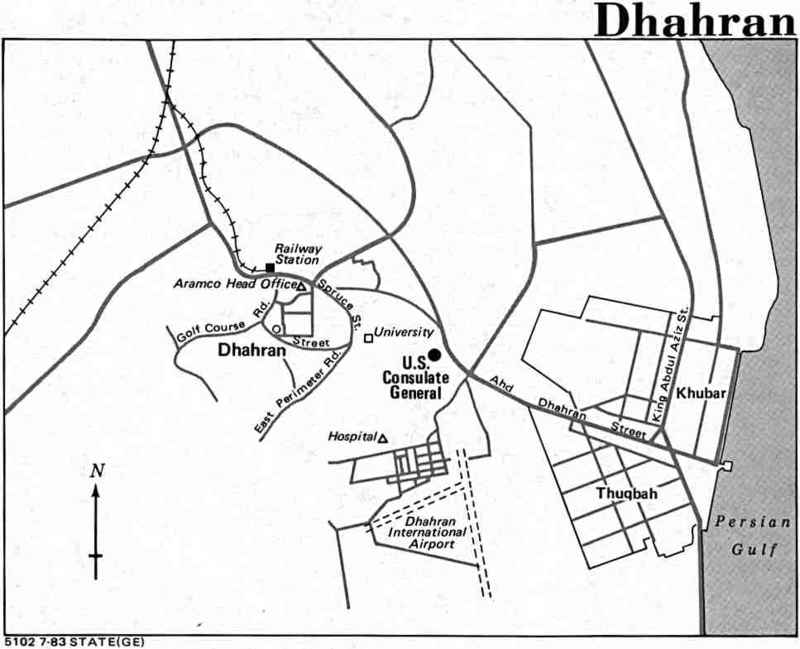 Dhahran
Railway
Station
Aramco Head Office
Spruce St.
Golf Course Rd.
Street
Dhahran
East Perimeter Rd.
University
U.S.
Consulate
General
Ahd
Dhahran
Street
King Abdul Aziz St.
Khubar
Hospital
Thuqbah
N
Dhahran
International
Airport
Persian
Gulf
5102 7-83 STATE(GE)